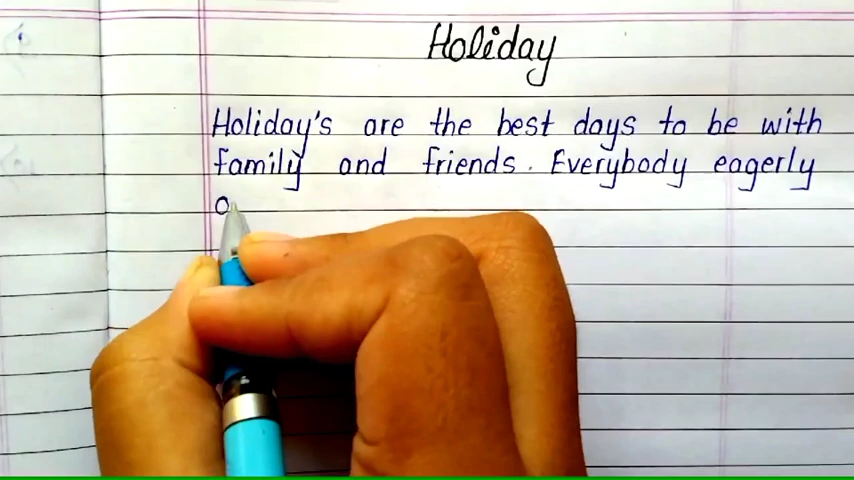 Holiday
Holiday's are the best days to be with
family and friends. Everybody eagerly
a